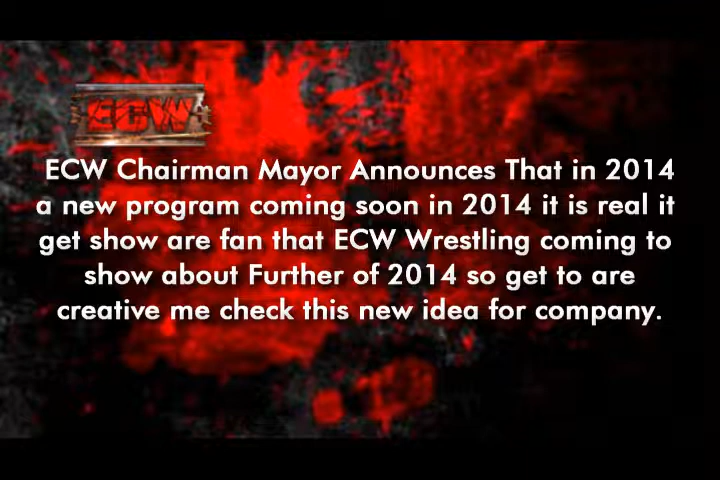 ECW
ECW Chairman Mayor Announces That in 2014
a new program coming soon in 2014 it is real it
get show are fan that ECW Wrestling coming to
show about Further of 2014 so get to are
creative me check this new idea for company.